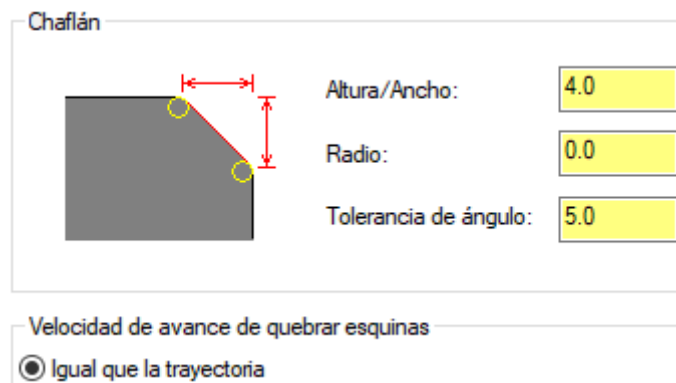 Chaflán
Altura/Ancho: 4.0
Radio: 0.0
Tolerancia de ángulo: 5.0
Velocidad de avance de quebrar esquinas
Igual que la trayectoria